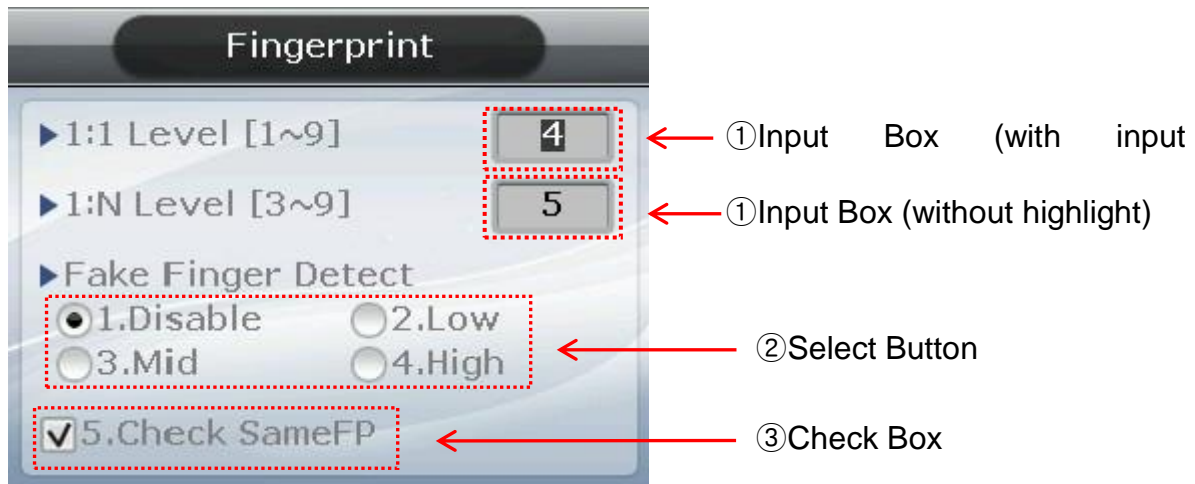 Fingerprint
▶1:1 Level [1~9] 4 ①Input Box (with input
▶1:N Level [3~9] 5 ①Input Box (without highlight)
▶Fake Finger Detect
1.Disable 2.Low
3.Mid 4.High ②Select Button
5.Check SameFP ③Check Box